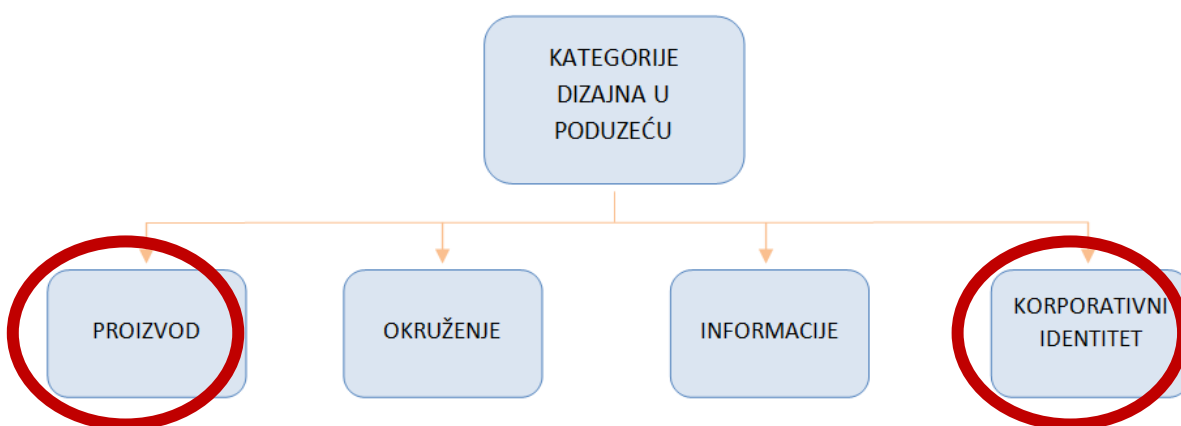 KATEGORIJE
DIZAJNA U
PODUZEĆU
PROIZVOD
OKRUŽENJE
INFORMACIJE
KORPORATIVNI
IDENTITET